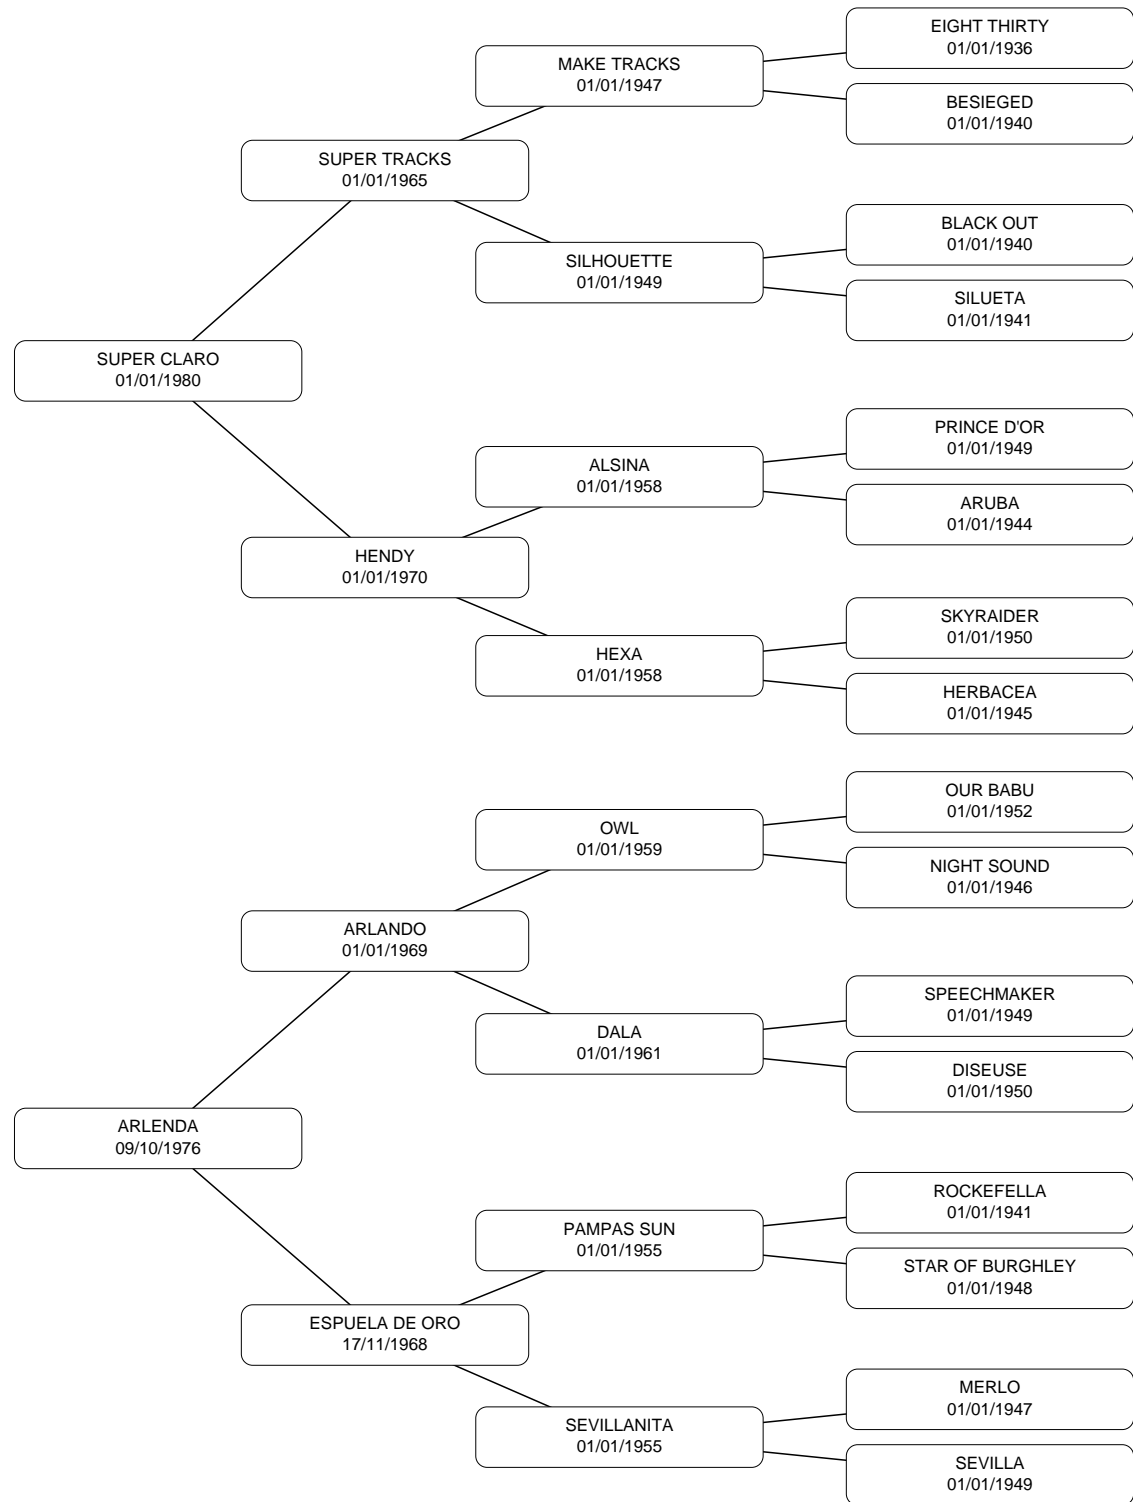 EIGHT THIRTY
01/01/1936
MAKE TRACKS
01/01/1947
BESIEGED
01/01/1940
SUPER TRACKS
01/01/1965
BLACK OUT
01/01/1940
SILHOUETTE
01/01/1949
SILUETA
01/01/1941
SUPER CLARO
01/01/1980
PRINCE D'OR
01/01/1949
ALSINA
01/01/1958
ARUBA
01/01/1944
HENDY
01/01/1970
SKYRAIDER
01/01/1950
HEXA
01/01/1958
HERBACEA
01/01/1945
OUR BABU
01/01/1952
OWL
01/01/1959
NIGHT SOUND
01/01/1946
ARLANDO
01/01/1969
SPEECHMAKER
01/01/1949
DALA
01/01/1961
DISEUSE
01/01/1950
ARLENDA
09/10/1976
ROCKEFELLA
01/01/1941
PAMPAS SUN
01/01/1955
STAR OF BURGHLEY
01/01/1948
ESPUELA DE ORO
17/11/1968
MERLO
01/01/1947
SEVILLANITA
01/01/1955
SEVILLA
01/01/1949